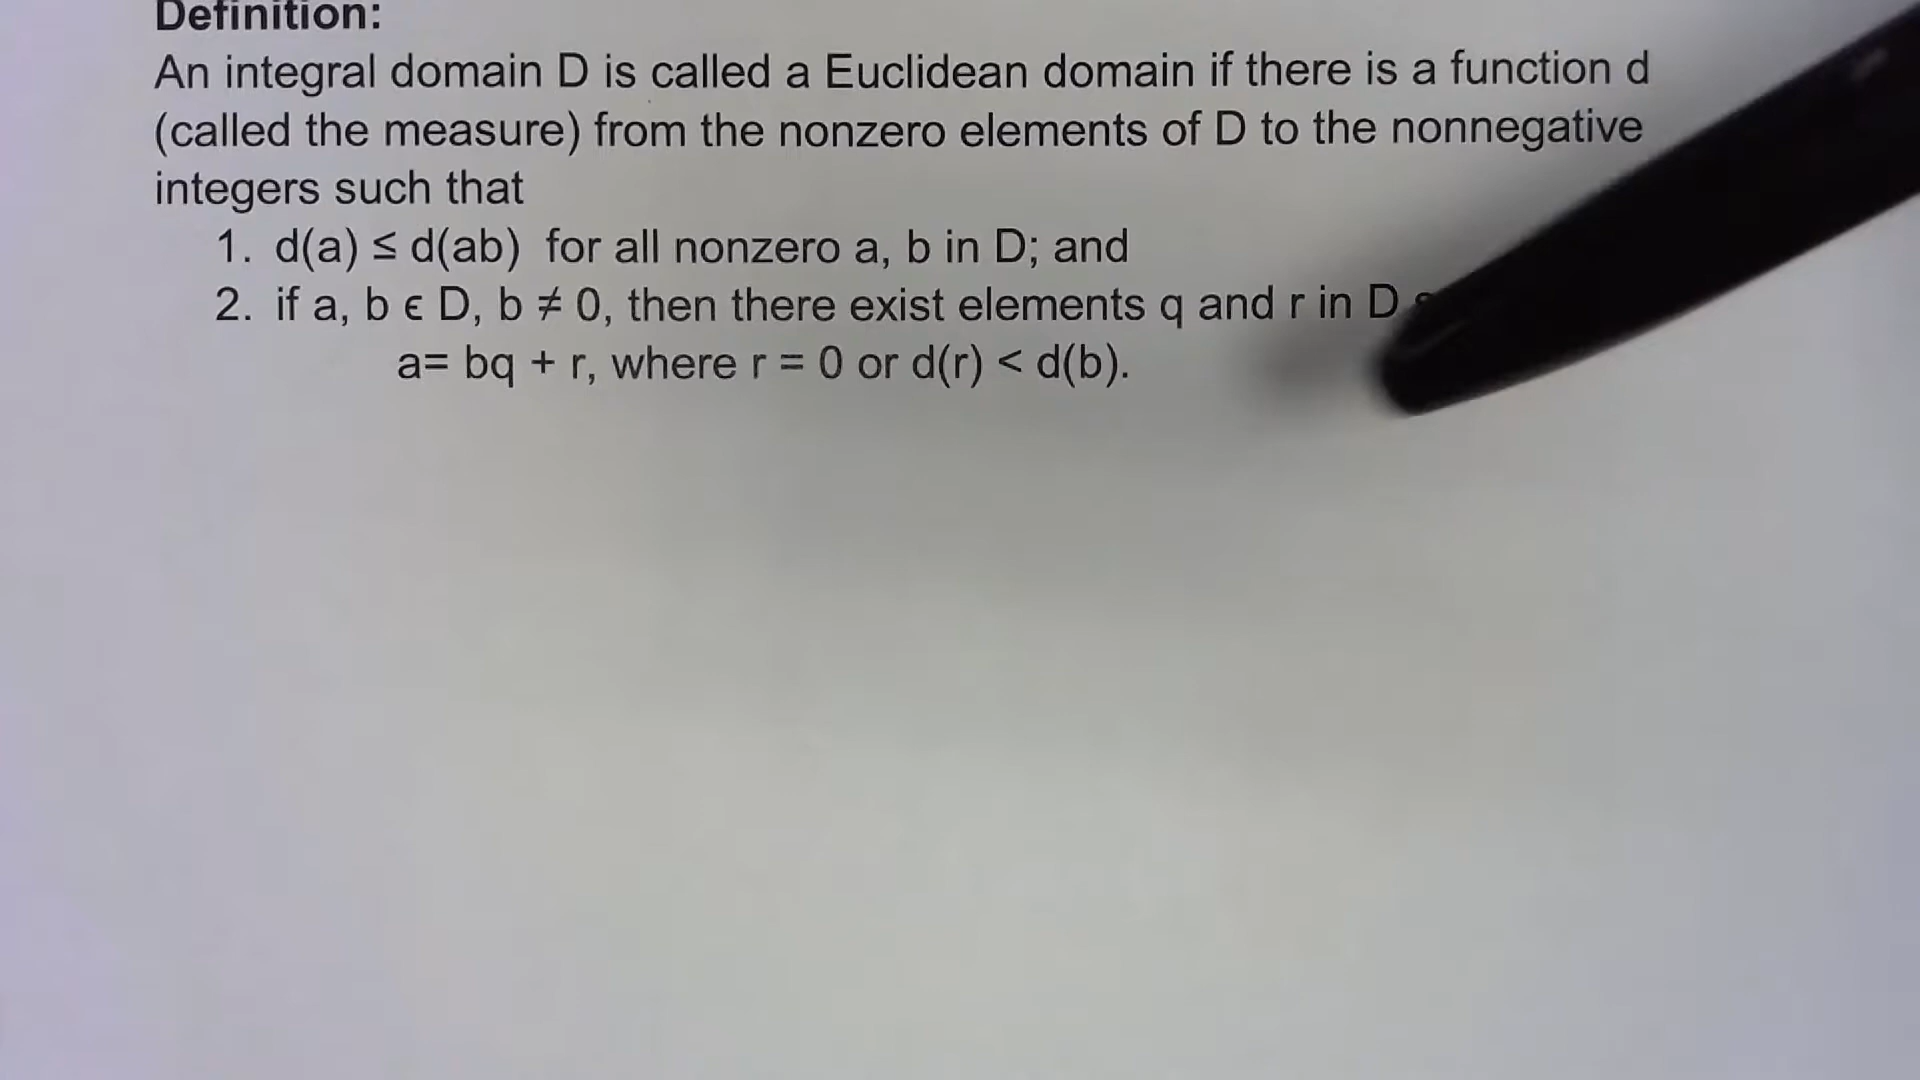 Definition:
An integral domain D is called a Euclidean domain if there is a function d
(called the measure) from the nonzero elements of D to the nonnegative
integers such that
1. d(a) ≤ d(ab) for all nonzero a, b in D; and
2. if a, b ϵ D, b ≠ 0, then there exist elements q and r in D
a= bq + r, where r = 0 or d(r) < d(b).